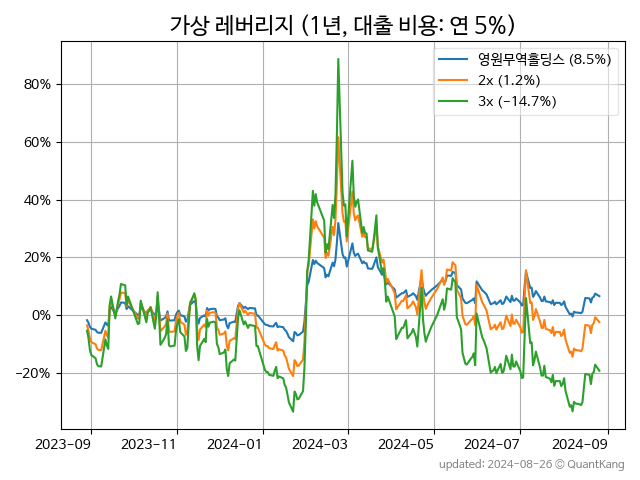 가상 레버리지 (1년, 대출 비용: 연 5%)
영원무역홀딩스 (8.5%)
2x (1.2%)
3x (-14.7%)
80%
60%
40%
20%
0%
-20%
2023-09 2023-11 2024-01 2024-03 2024-05 2024-07 2024-09
updated: 2024-08-26 © QuantKang